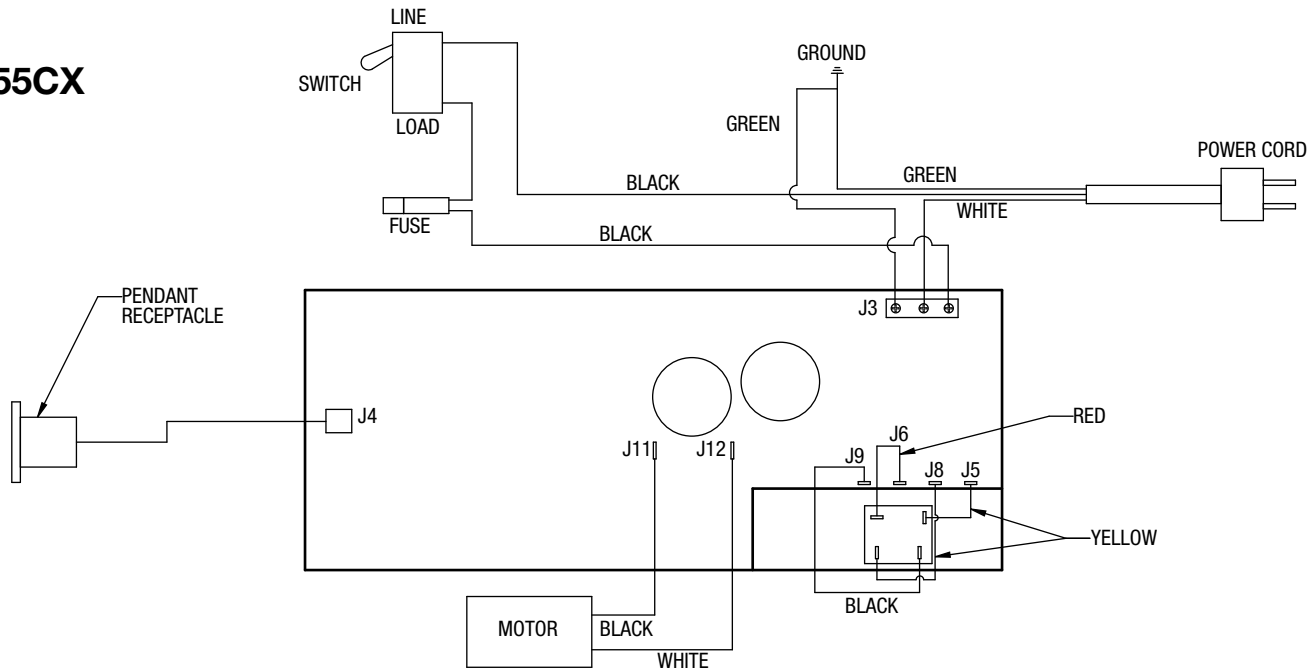 55CX
LINE
SWITCH
LOAD
GROUND
GREEN
POWER CORD
BLACK
GREEN
WHITE
FUSE
BLACK
PENDANT
RECEPTACLE
J3
J4
RED
J11
J12
J9
J6
J8
J5
YELLOW
BLACK
MOTOR
BLACK
WHITE